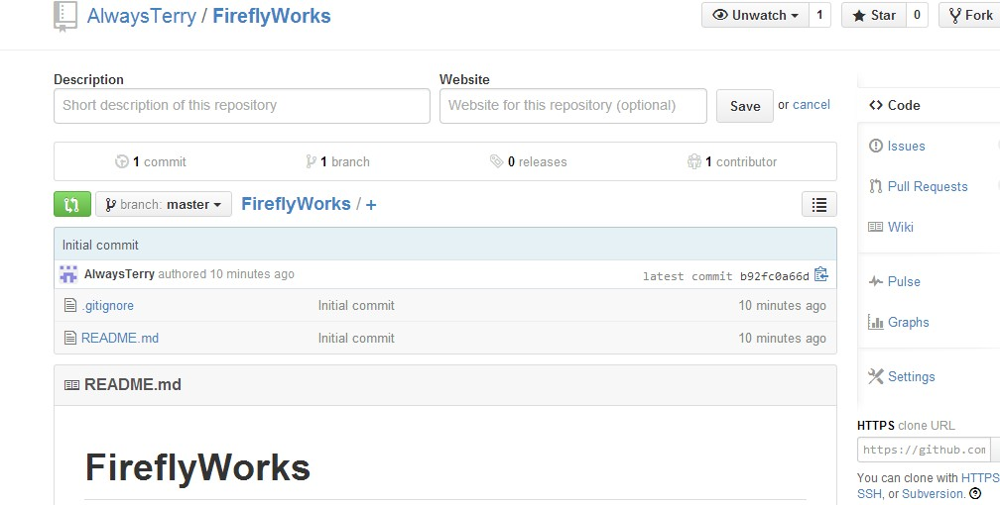 AlwaysTerry / FireflyWorks
Unwatch 1 Star 0 Fork
Description Website
Short description of this repository Website for this repository (optional) Save or cancel
1 commit 1 branch 0 releases 1 contributor
branch: master FireflyWorks / +
Initial commit
AlwaysTerry authored 10 minutes ago latest commit b92fc0a66d
.gitignore Initial commit 10 minutes ago
README.md Initial commit 10 minutes ago
README.md
FireflyWorks
Code
Issues
Pull Requests
Wiki
Pulse
Graphs
Settings
HTTPS clone URL
https://github.com
You can clone with HTTPS
SSH, or Subversion.